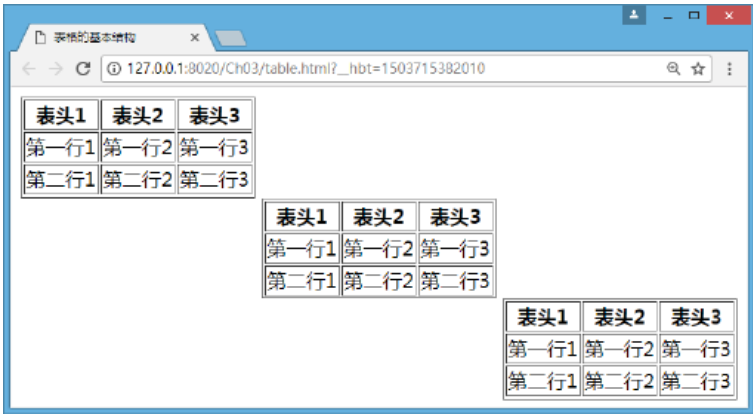 表格的基本结构
127.0.0.1:8020/Ch03/table.html?__hbt=1503715382010
表头1 表头2 表头3
第一行1 第一行2 第一行3
第二行1 第二行2 第二行3
表头1 表头2 表头3
第一行1 第一行2 第一行3
第二行1 第二行2 第二行3
表头1 表头2 表头3
第一行1 第一行2 第一行3
第二行1 第二行2 第二行3